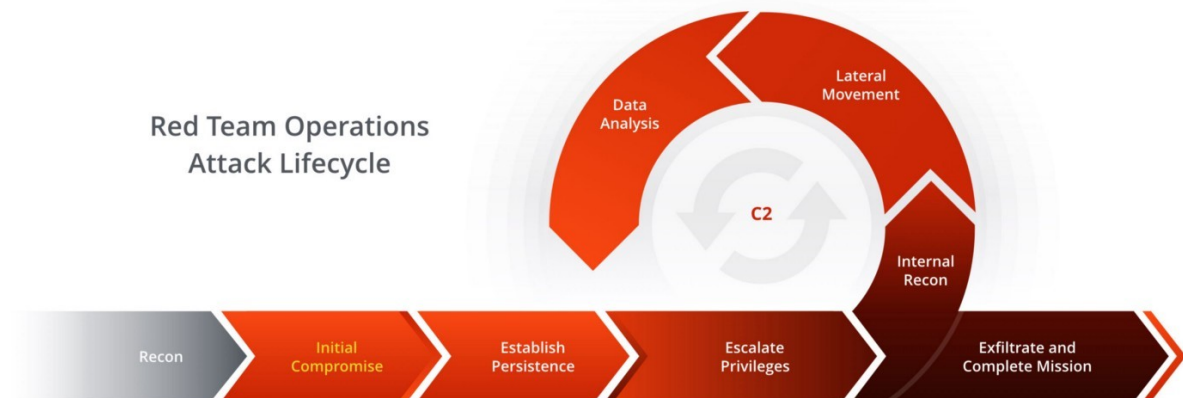 Red Team Operations
Attack Lifecycle
Data
Analysis
Lateral
Movement
C2
Internal
Recon
Recon
Initial
Compromise
Establish
Persistence
Escalate
Privileges
Exfiltrate and
Complete Mission